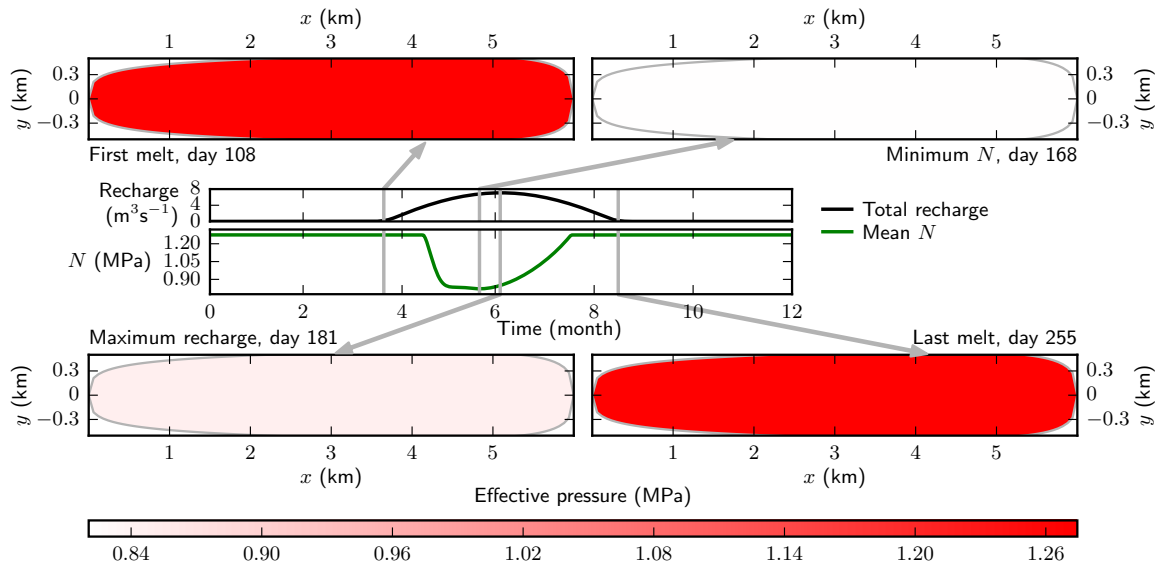 x (km)
x (km)
1 2 3 4 5
1 2 3 4 5
y (km)
0.3
0
−0.3
0.3
0
−0.3
y (km)
First melt, day 108
Minimum N, day 168
Recharge
(m³s⁻¹)
8
4
0
Total recharge
Mean N
N (MPa)
1.20
1.05
0.90
0 2 4 6 8 10 12
Time (month)
Maximum recharge, day 181
Last melt, day 255
y (km)
0.3
0
−0.3
0.3
0
−0.3
y (km)
1 2 3 4 5
1 2 3 4 5
x (km)
x (km)
Effective pressure (MPa)
0.84 0.90 0.96 1.02 1.08 1.14 1.20 1.26